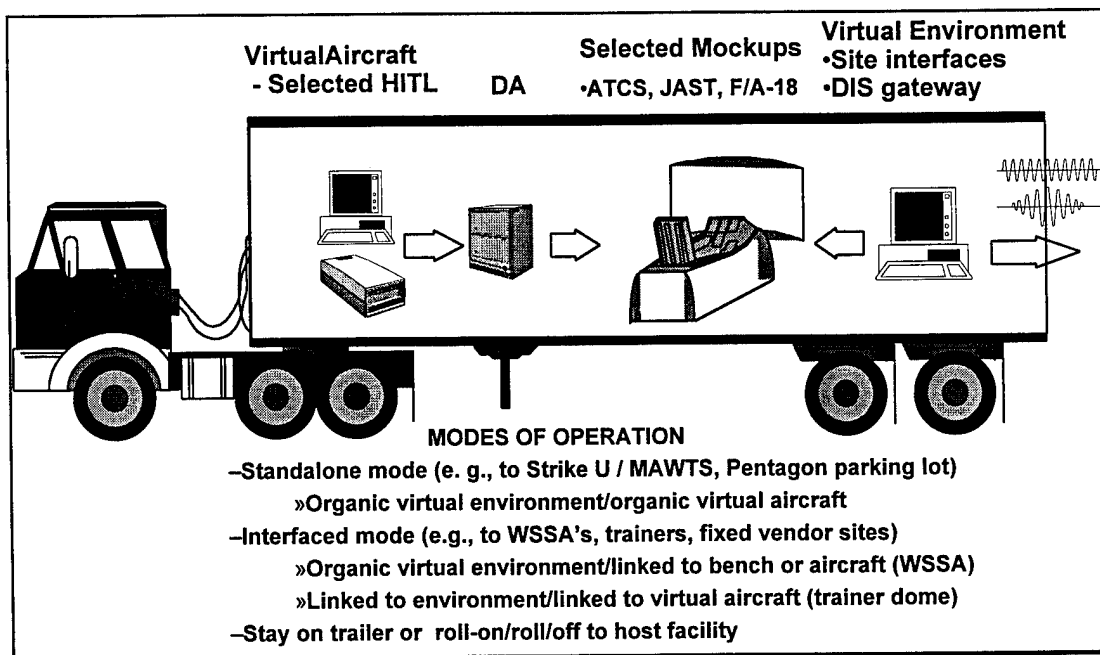 VirtualAircraft
- Selected HITL
DA
Selected Mockups
•ATCS, JAST, F/A-18
Virtual Environment
•Site interfaces
•DIS gateway
MODES OF OPERATION
–Standalone mode (e. g., to Strike U / MAWTS, Pentagon parking lot)
»Organic virtual environment/organic virtual aircraft
–Interfaced mode (e.g., to WSSA's, trainers, fixed vendor sites)
»Organic virtual environment/linked to bench or aircraft (WSSA)
»Linked to environment/linked to virtual aircraft (trainer dome)
–Stay on trailer or roll-on/roll/off to host facility